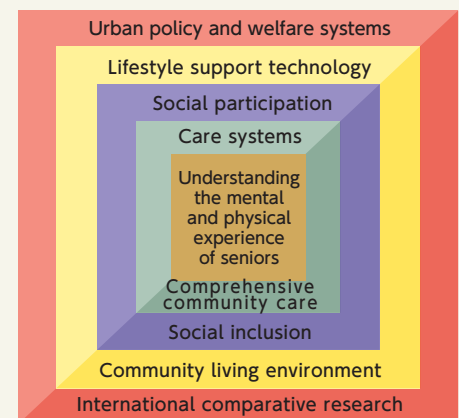 Urban policy and welfare systems
Lifestyle support technology
Social participation
Care systems
Understanding
the mental
and physical
experience
of seniors
Comprehensive
community care
Social inclusion
Community living environment
International comparative research